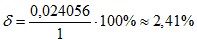 δ = 0,024056/1 · 100% ≈ 2,41%